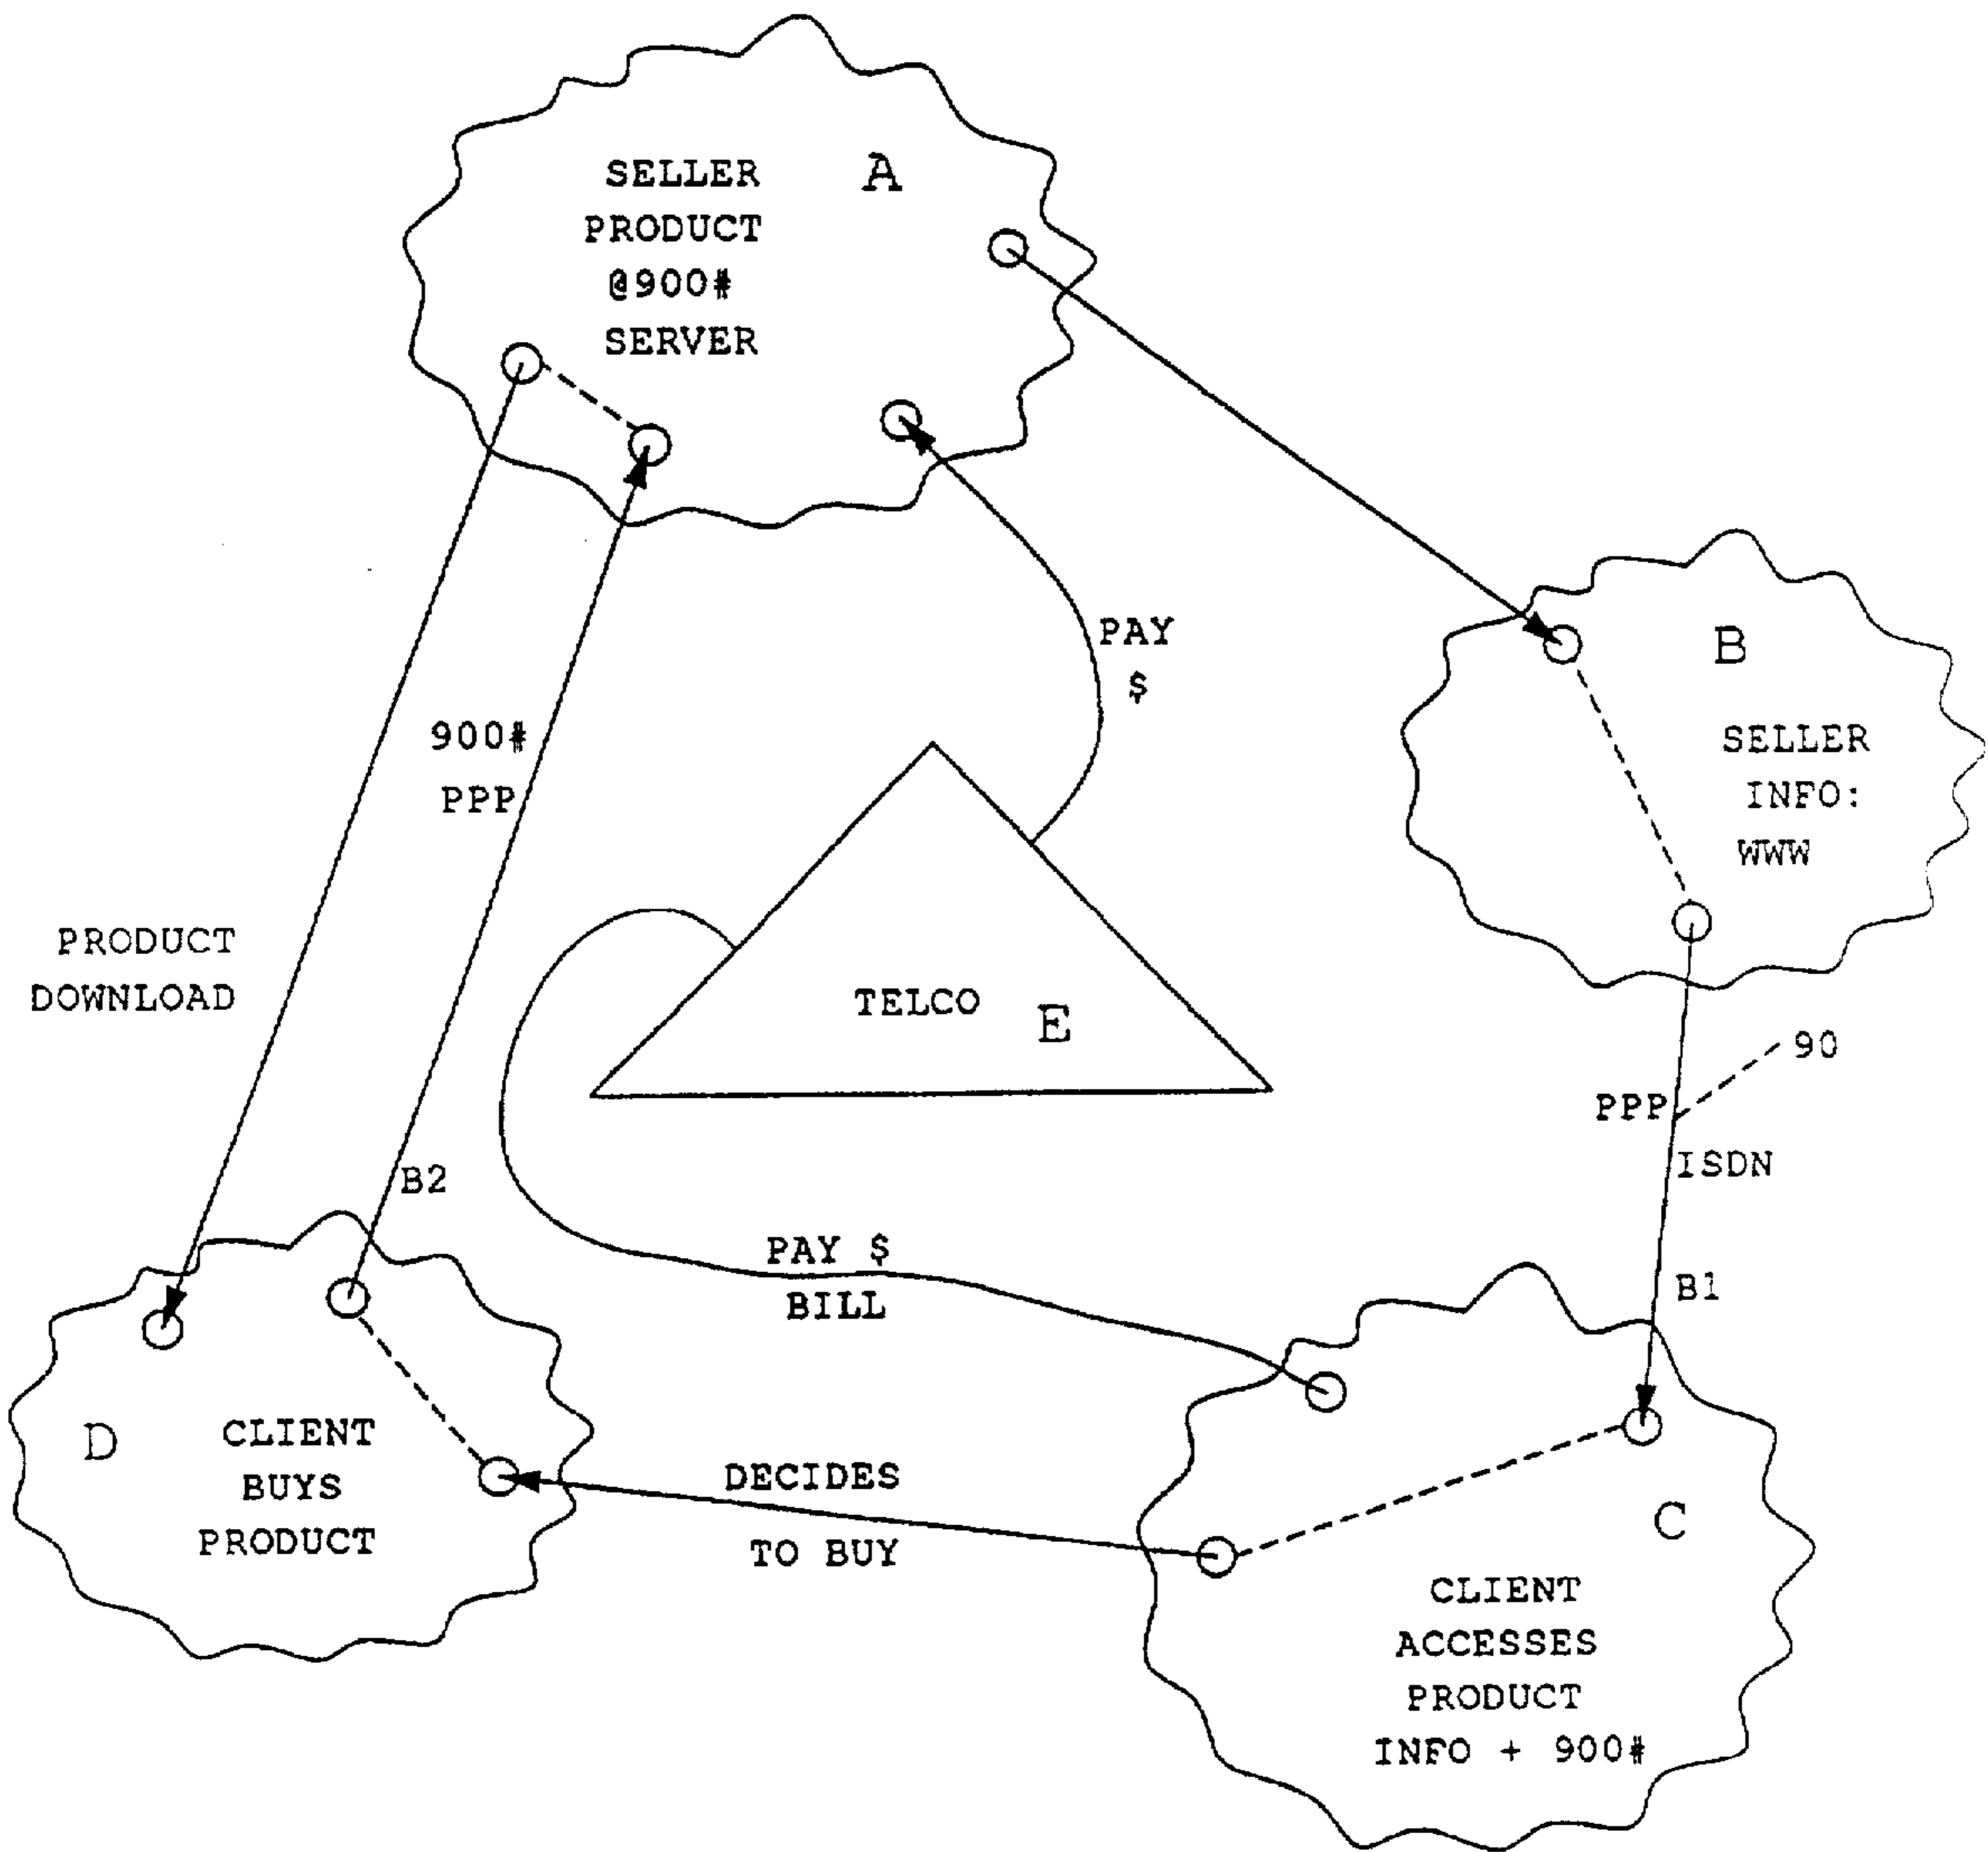 SELLER
PRODUCT
@900#
SERVER
A
PAY
$
B
SELLER
INFO:
WWW
900#
PPP
PRODUCT
DOWNLOAD
TELCO
E
90
PPP
ISDN
B1
B2
PAY $
BILL
D
CLIENT
BUYS
PRODUCT
DECIDES
TO BUY
C
CLIENT
ACCESSES
PRODUCT
INFO + 900#